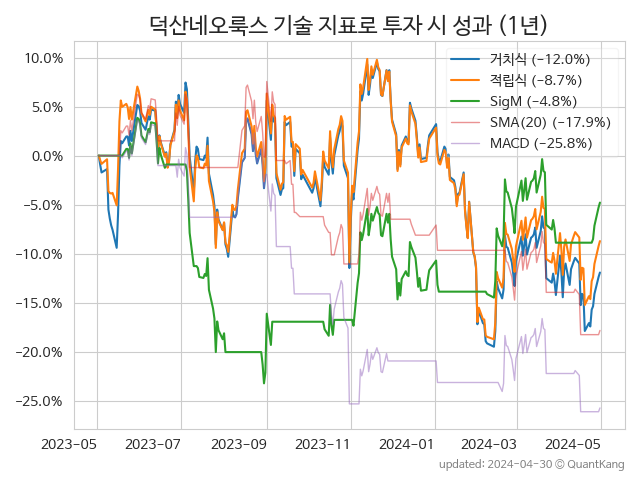 덕산네오룩스 기술 지표로 투자 시 성과 (1년)
10.0%
5.0%
0.0%
−5.0%
−10.0%
−15.0%
−20.0%
−25.0%
거치식 (−12.0%)
적립식 (−8.7%)
SigM (−4.8%)
SMA(20) (−17.9%)
MACD (−25.8%)
2023-05 2023-07 2023-09 2023-11 2024-01 2024-03 2024-05
updated: 2024-04-30 © QuantKang